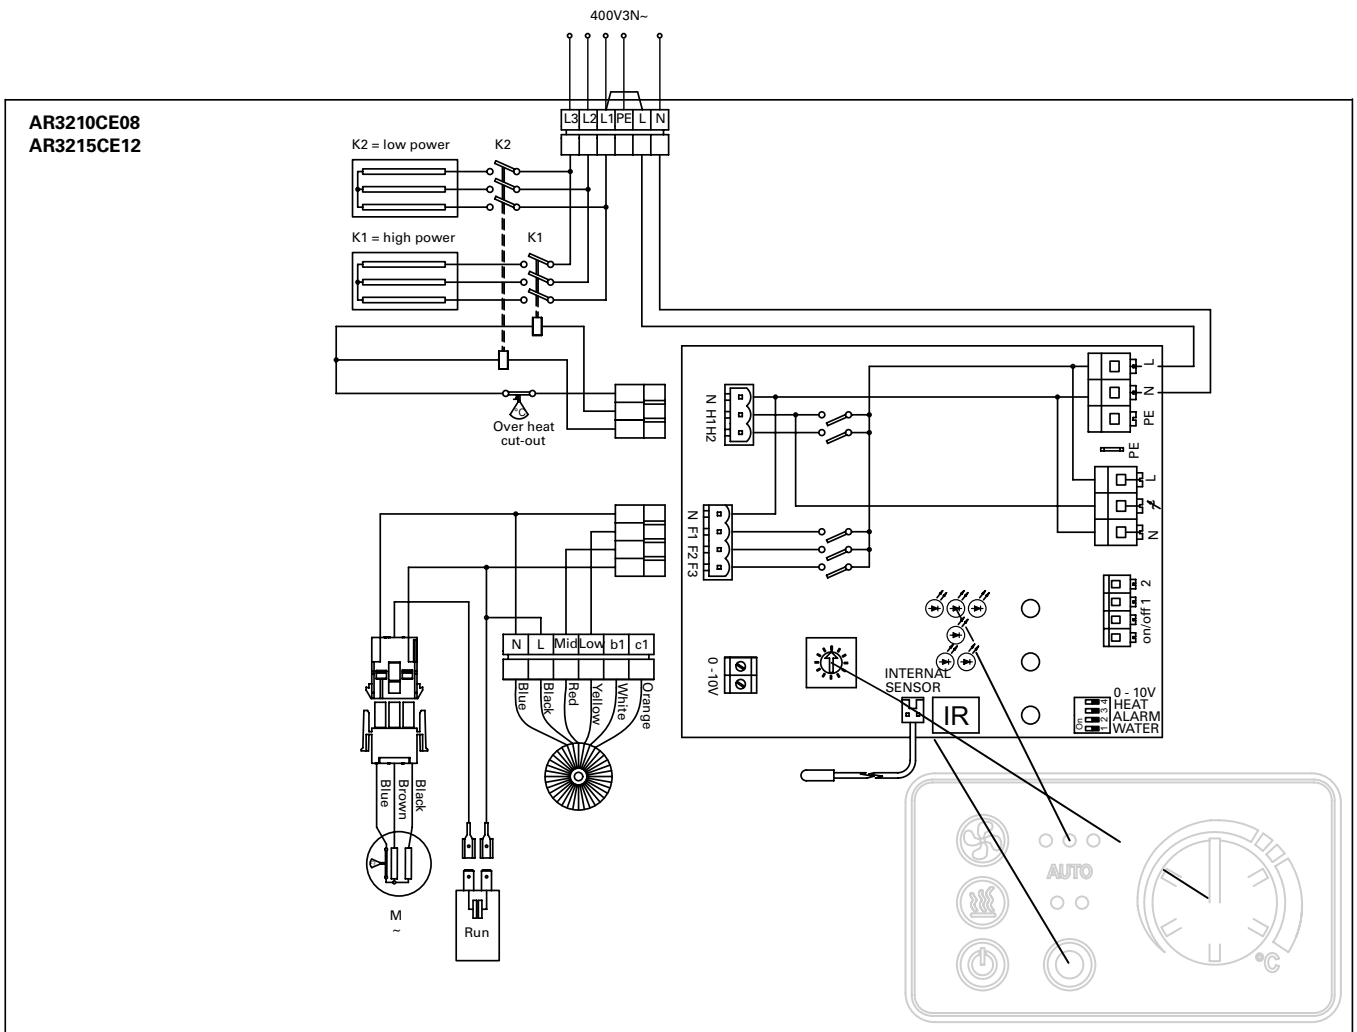 400V3N~
AR3210CE08
AR3215CE12
L3 L2 L1 PE L N
K2 = low power
K2
K1 = high power
K1
°C
Over heat
cut-out
N H1 H2
L
N
PE
PE
L
N
N F1 F2 F3
on/off 1 2
N L Mid Low b1 c1
Blue
Black
Red
Yellow
White
Orange
0 - 10V
INTERNAL
SENSOR
IR
On
1 2 3 4
0 - 10V
HEAT
ALARM
WATER
Blue
Brown
Black
M
~
Run
AUTO
°C